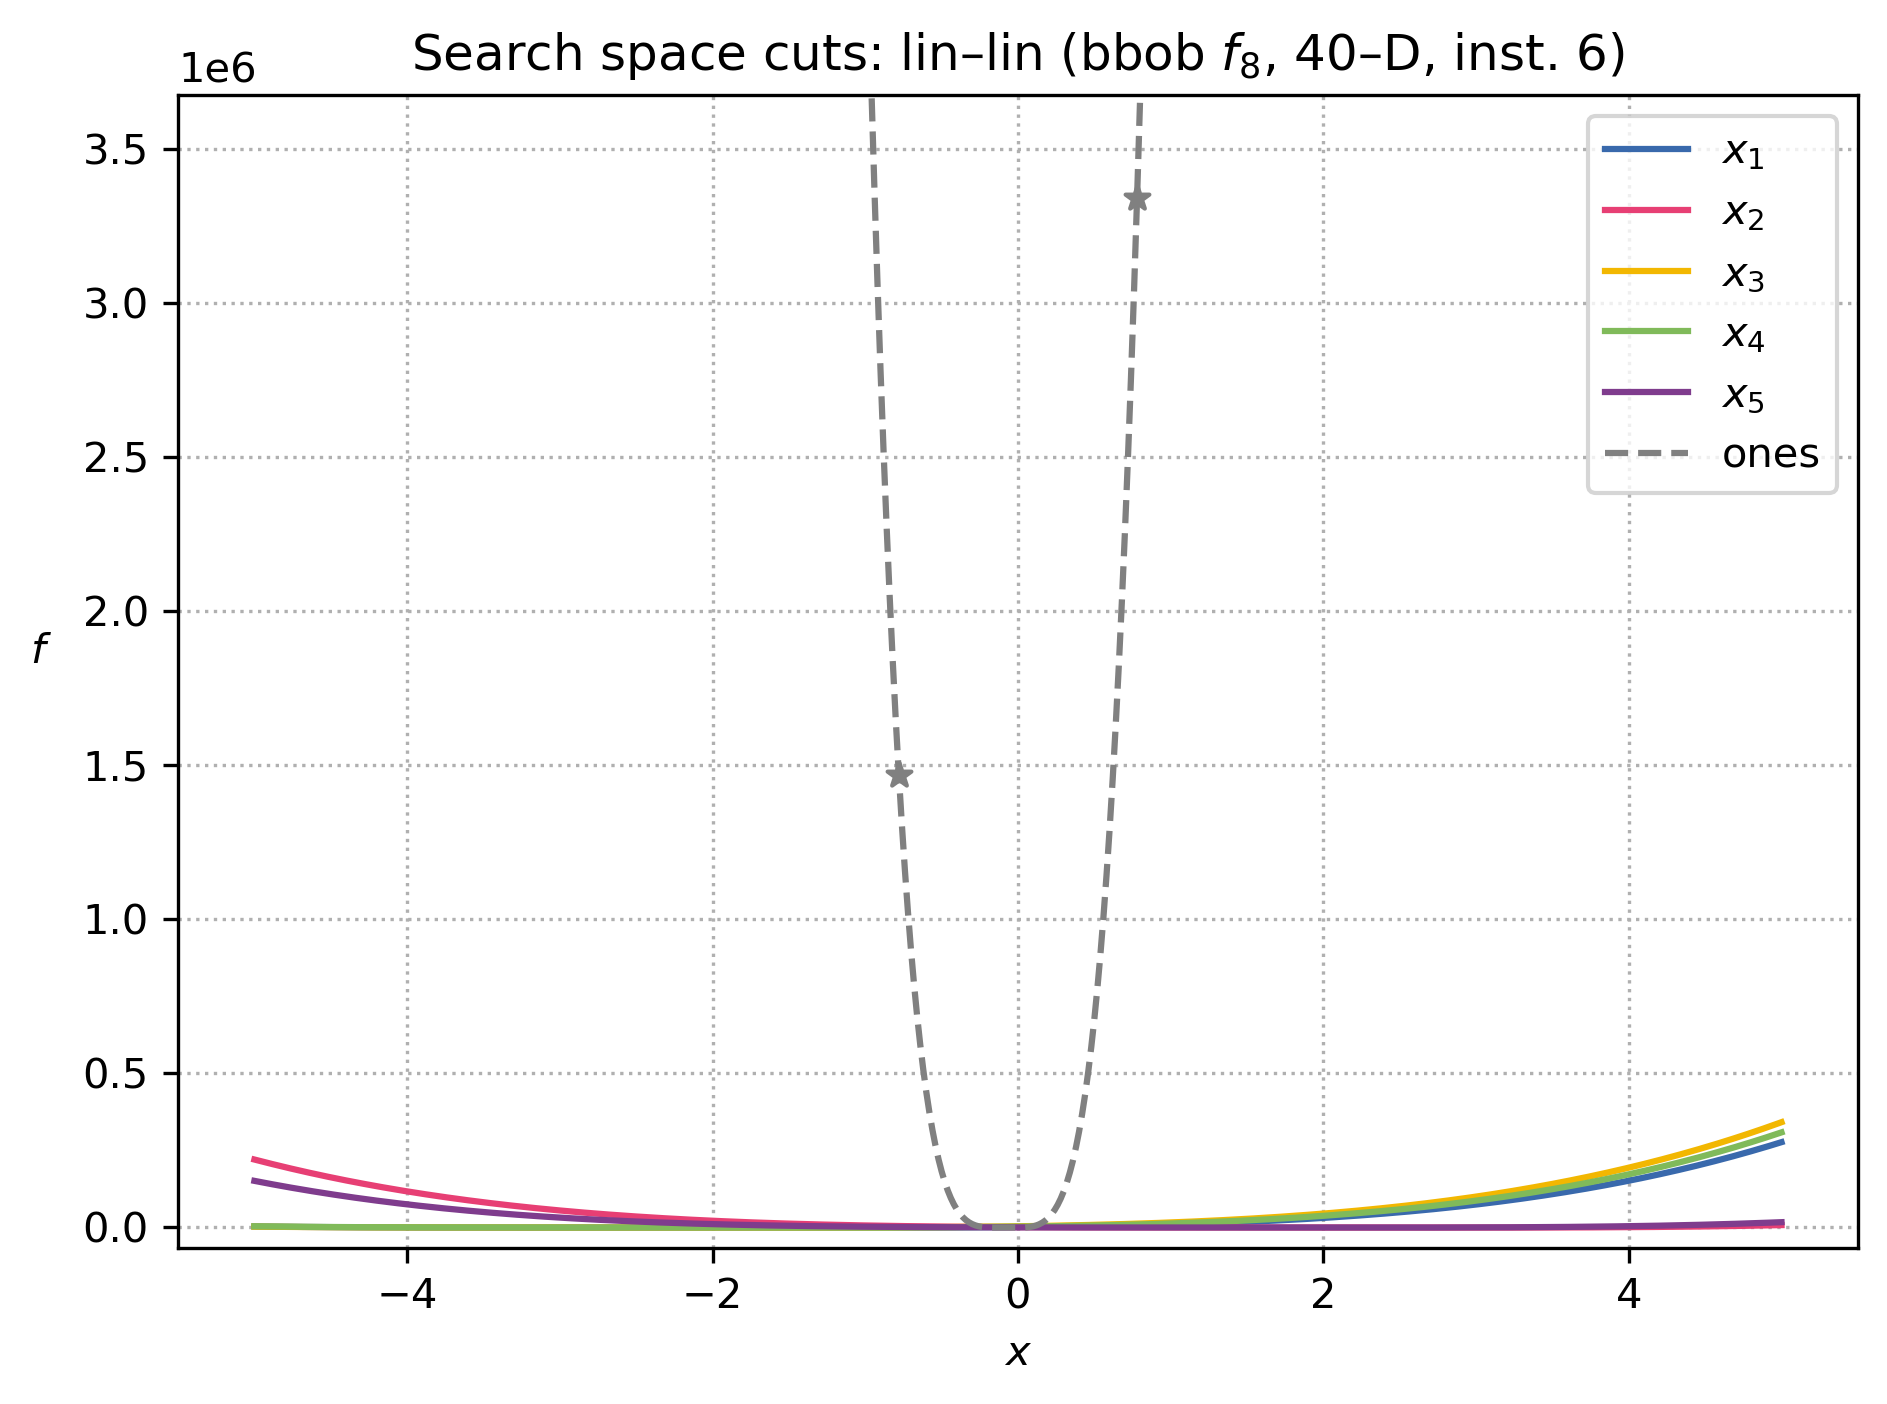 Search space cuts: lin–lin (bbob f₈, 40–D, inst. 6)
1e6
3.5
3.0
2.5
2.0
1.5
1.0
0.5
0.0
f
−4 −2 0 2 4
x
x₁
x₂
x₃
x₄
x₅
ones